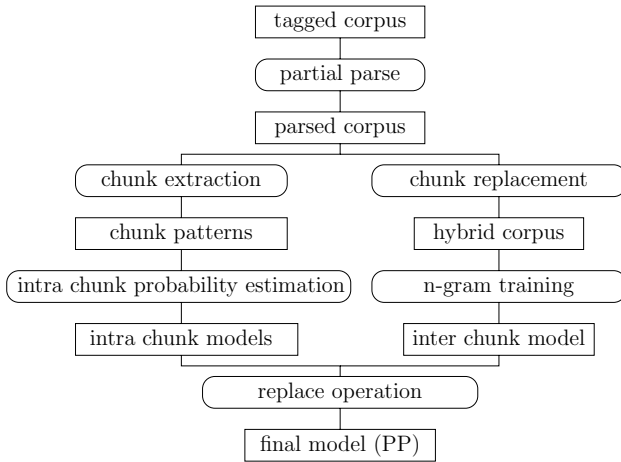 tagged corpus
partial parse
parsed corpus
chunk extraction
chunk replacement
chunk patterns
hybrid corpus
intra chunk probability estimation
n-gram training
intra chunk models
inter chunk model
replace operation
final model (PP)